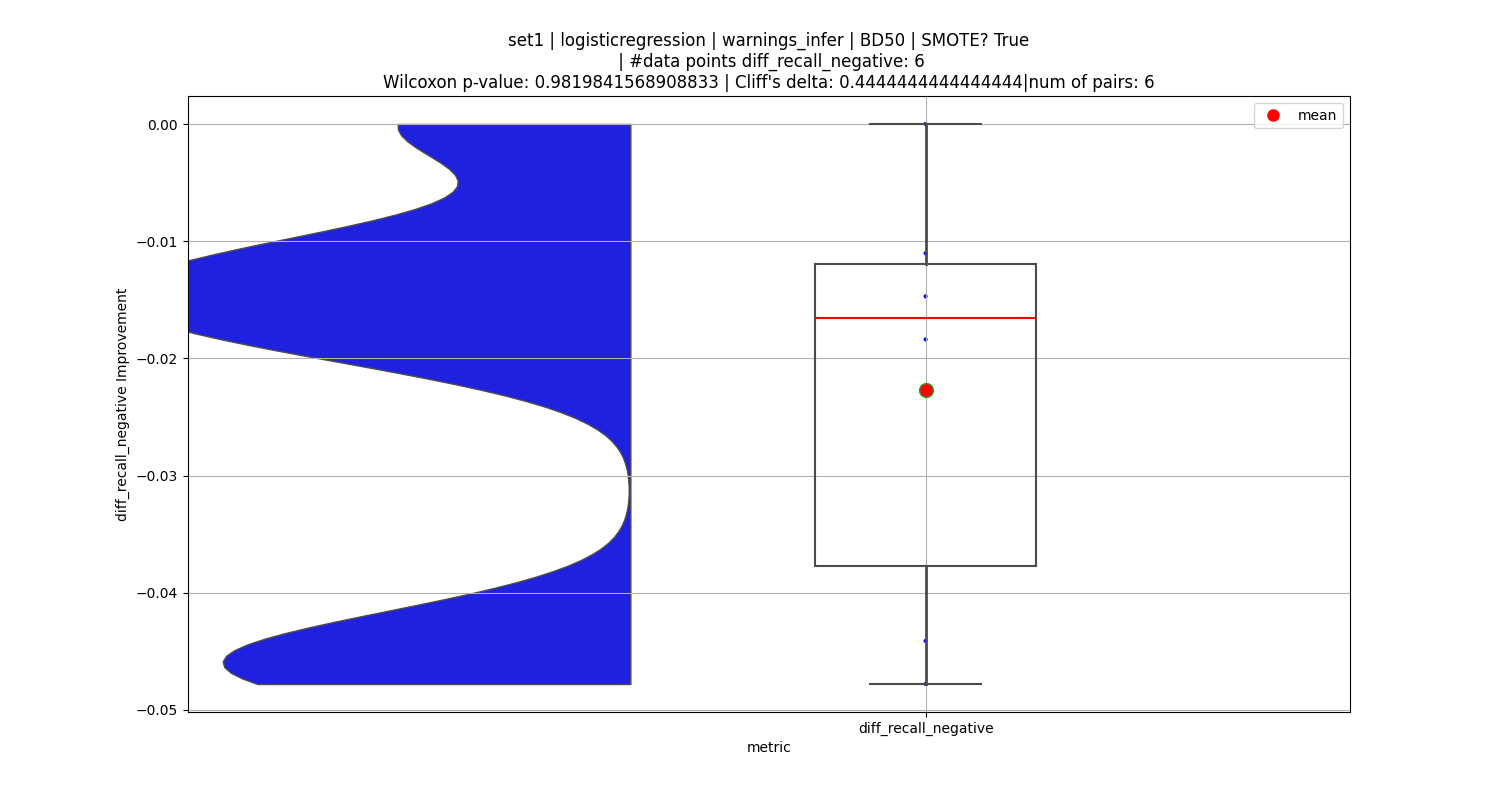 set1 | logisticregression | warnings_infer | BD50 | SMOTE? True
| #data points diff_recall_negative: 6
Wilcoxon p-value: 0.9819841568908833 | Cliff's delta: 0.4444444444444444|num of pairs: 6
mean
0.00
−0.01
−0.02
−0.03
−0.04
−0.05
diff_recall_negative Improvement
diff_recall_negative
metric